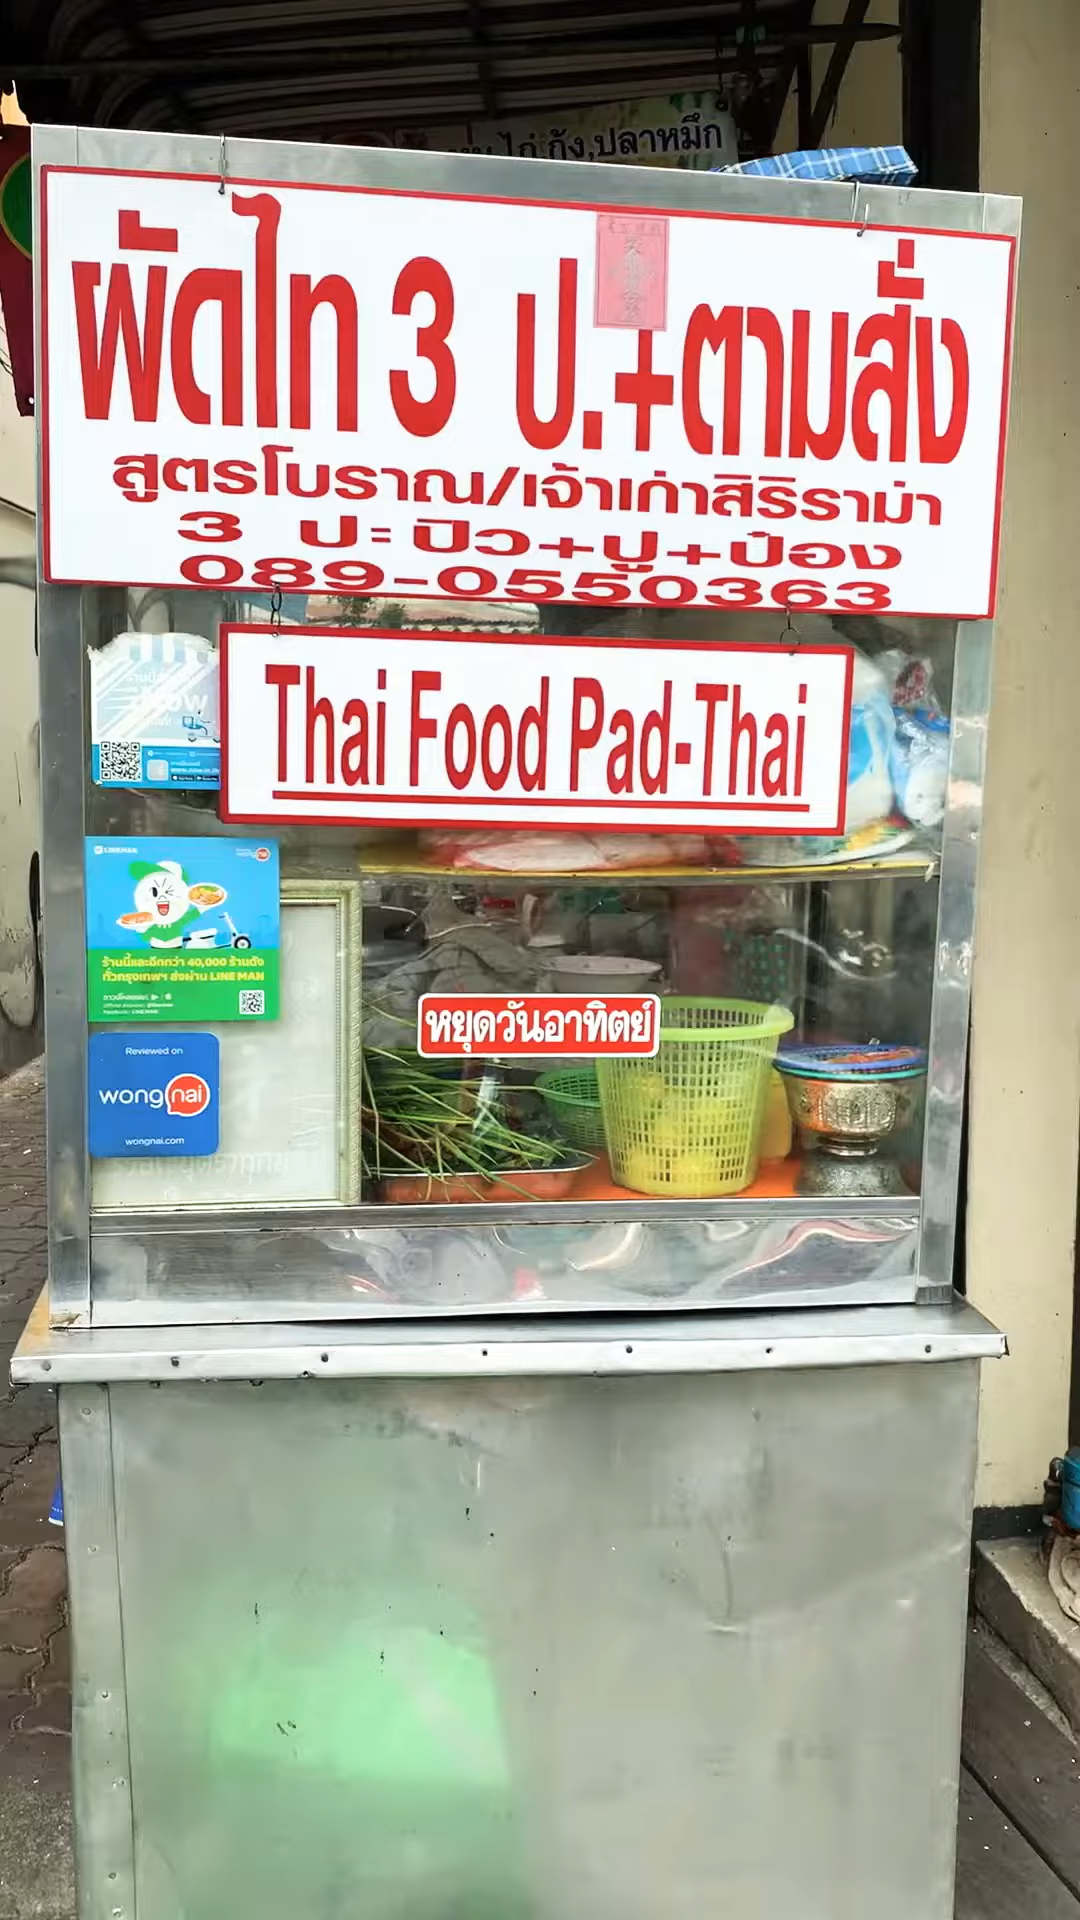 ไก่,กุ้ง,ปลาหมึก
ผัดไท 3 ป.+ตามสั่ง
สูตรโบราณ/เจ้าเก่าสิริราม่า
3 ป=ปิว+ปู+ป๋อง
089-0550363
Thai Food Pad-Thai
LINEMAN
wongnai
ร้านนี้และอีกกว่า 40,000 ร้านดัง
ทั่วกรุงเทพฯ ส่งผ่าน LINE MAN
หยุดวันอาทิตย์
Reviewed on
wongnai
wongnai.com